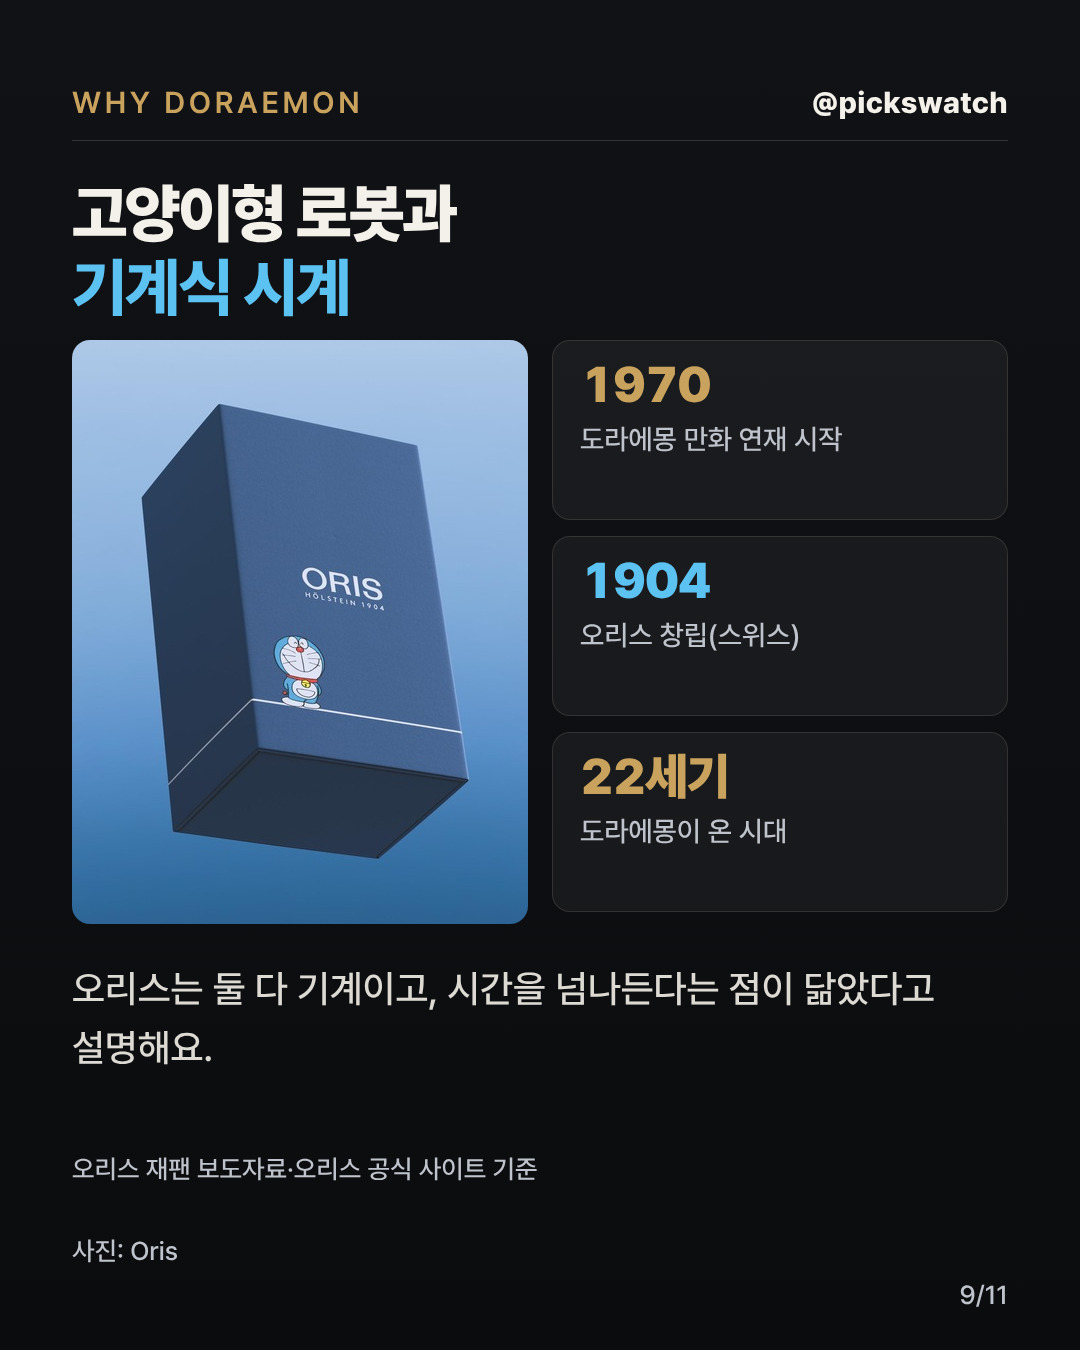 WHY DORAEMON
@pickswatch
고양이형 로봇과
기계식 시계
ORIS
HÖLSTEIN 1904
1970
도라에몽 만화 연재 시작
1904
오리스 창립(스위스)
22세기
도라에몽이 온 시대
오리스는 둘 다 기계이고, 시간을 넘나든다는 점이 닮았다고
설명해요.
오리스 재팬 보도자료·오리스 공식 사이트 기준
사진: Oris
9/11